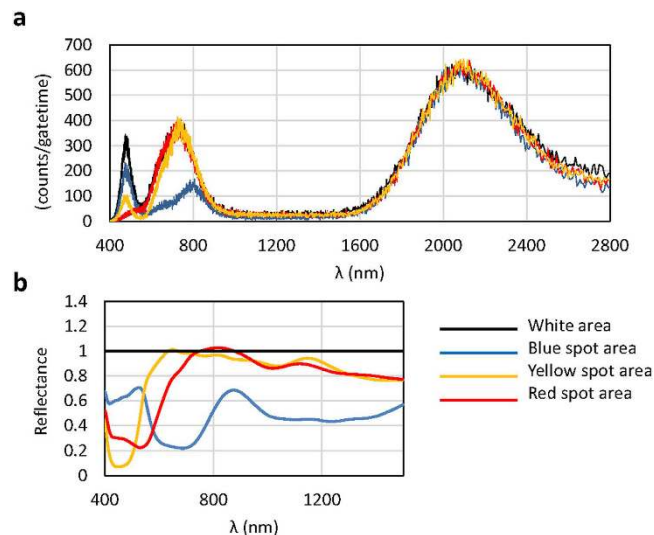 a
700
600
500
400
300
200
100
0
(counts/gatetime)
400 800 1200 1600 2000 2400 2800
λ (nm)
b
1.4
1.2
1
0.8
0.6
0.4
0.2
0
Reflectance
400 800 1200
λ (nm)
White area
Blue spot area
Yellow spot area
Red spot area